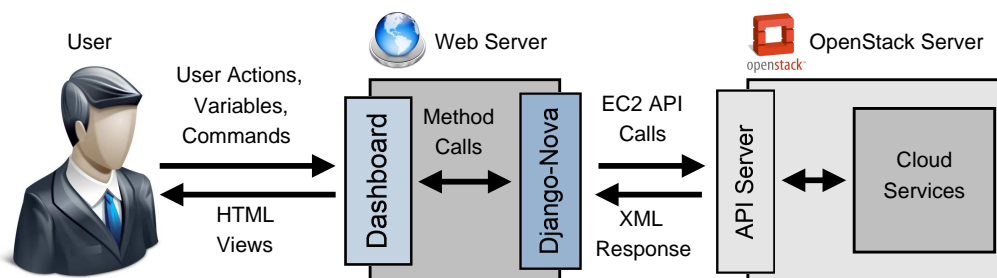 User
Web Server
OpenStack Server
openstack
User Actions,
Variables,
Commands
HTML
Views
Dashboard
Method
Calls
Django-Nova
EC2 API
Calls
XML
Response
API Server
Cloud
Services